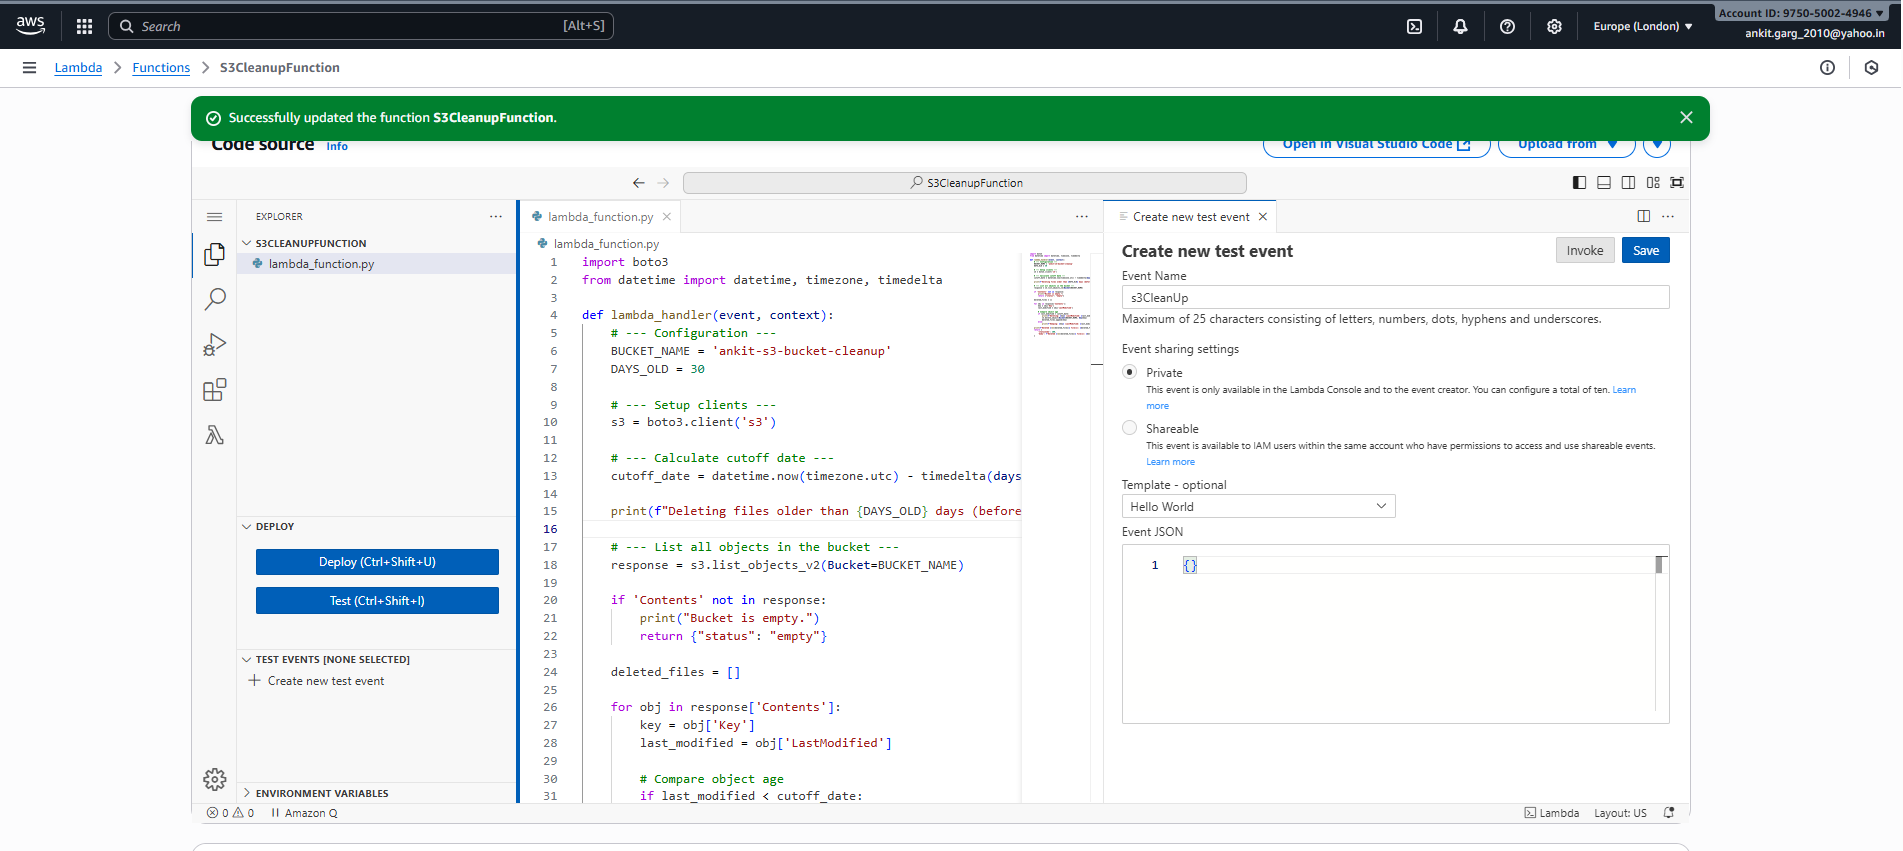 aws
Search
[Alt+S]
Europe (London)
Account ID: 9750-5002-4946
ankit.garg_2010@yahoo.in
Lambda
Functions
S3CleanupFunction
Successfully updated the function S3CleanupFunction.
Code source
Info
Open in Visual Studio Code
Upload from
S3CleanupFunction
EXPLORER
S3CLEANUPFUNCTION
lambda_function.py
DEPLOY
Deploy (Ctrl+Shift+U)
Test (Ctrl+Shift+I)
TEST EVENTS [NONE SELECTED]
Create new test event
ENVIRONMENT VARIABLES
lambda_function.py
lambda_function.py
1 import boto3
2 from datetime import datetime, timezone, timedelta
3
4 def lambda_handler(event, context):
5 # --- Configuration ---
6 BUCKET_NAME = 'ankit-s3-bucket-cleanup'
7 DAYS_OLD = 30
8
9 # --- Setup clients ---
10 s3 = boto3.client('s3')
11
12 # --- Calculate cutoff date ---
13 cutoff_date = datetime.now(timezone.utc) - timedelta(days
14
15 print(f"Deleting files older than {DAYS_OLD} days (before
16
17 # --- List all objects in the bucket ---
18 response = s3.list_objects_v2(Bucket=BUCKET_NAME)
19
20 if 'Contents' not in response:
21 print("Bucket is empty.")
22 return {"status": "empty"}
23
24 deleted_files = []
25
26 for obj in response['Contents']:
27 key = obj['Key']
28 last_modified = obj['LastModified']
29
30 # Compare object age
31 if last_modified < cutoff_date:
Create new test event
Create new test event
Invoke
Save
Event Name
s3CleanUp
Maximum of 25 characters consisting of letters, numbers, dots, hyphens and underscores.
Event sharing settings
Private
This event is only available in the Lambda Console and to the event creator. You can configure a total of ten. Learn
more
Shareable
This event is available to IAM users within the same account who have permissions to access and use shareable events.
Learn more
Template - optional
Hello World
Event JSON
1 {}
0 0
Amazon Q
Lambda
Layout: US